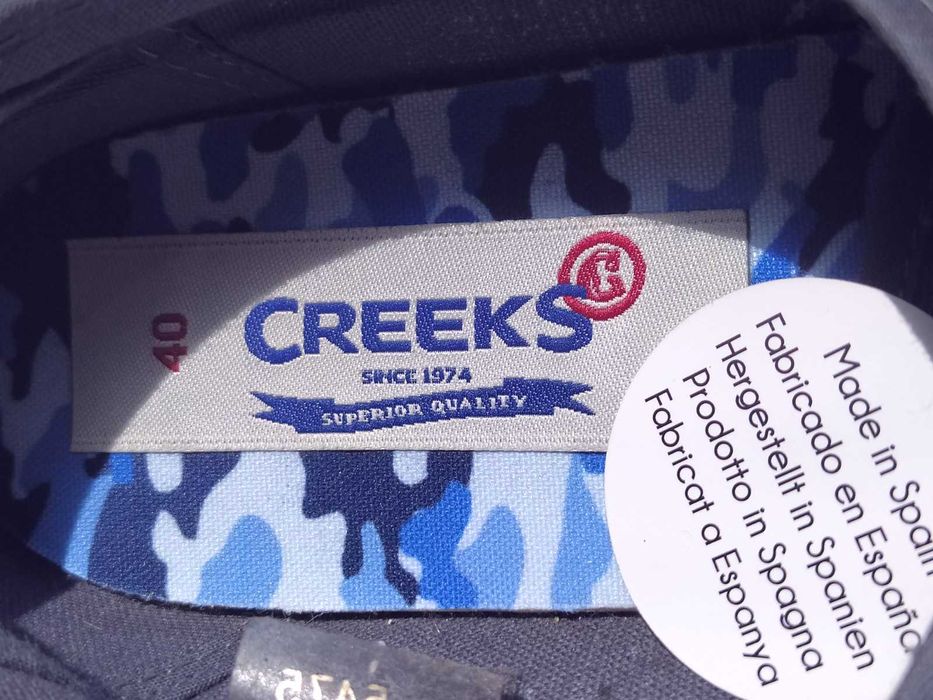 40
CREEKS
C
SINCE 1974
SUPERIOR QUALITY
Made in Spain
Fabricado en España
Hergestellt in Spanien
Prodotto in Spagna
Fabricat a Espanya